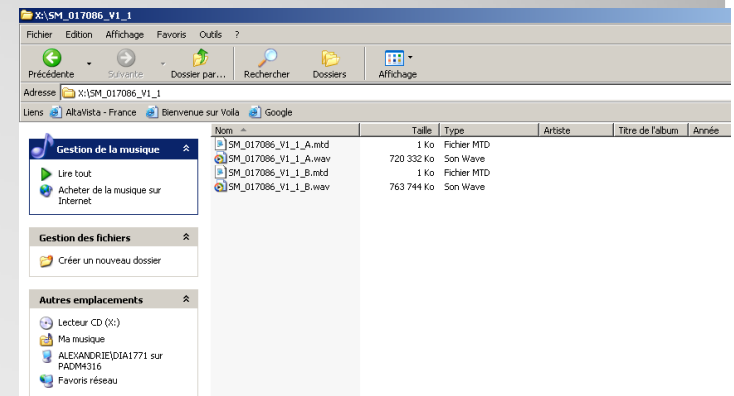 X:\SM_017086_V1_1
Fichier Edition Affichage Favoris Outils ?
Précédente Suivante Dossier par... Rechercher Dossiers Affichage
Adresse X:\SM_017086_V1_1
Liens AltaVista - France Bienvenue sur Voila Google
Nom Taille Type Artiste Titre de l'album Année
SM_017086_V1_1_A.mtd 1 Ko Fichier MTD
SM_017086_V1_1_A.wav 720 332 Ko Son Wave
SM_017086_V1_1_B.mtd 1 Ko Fichier MTD
SM_017086_V1_1_B.wav 763 744 Ko Son Wave
Gestion de la musique
Lire tout
Acheter de la musique sur
Internet
Gestion des fichiers
Créer un nouveau dossier
Autres emplacements
Lecteur CD (X:)
Ma musique
ALEXANDRIE\DIA1771 sur
PADM4316
Favoris réseau